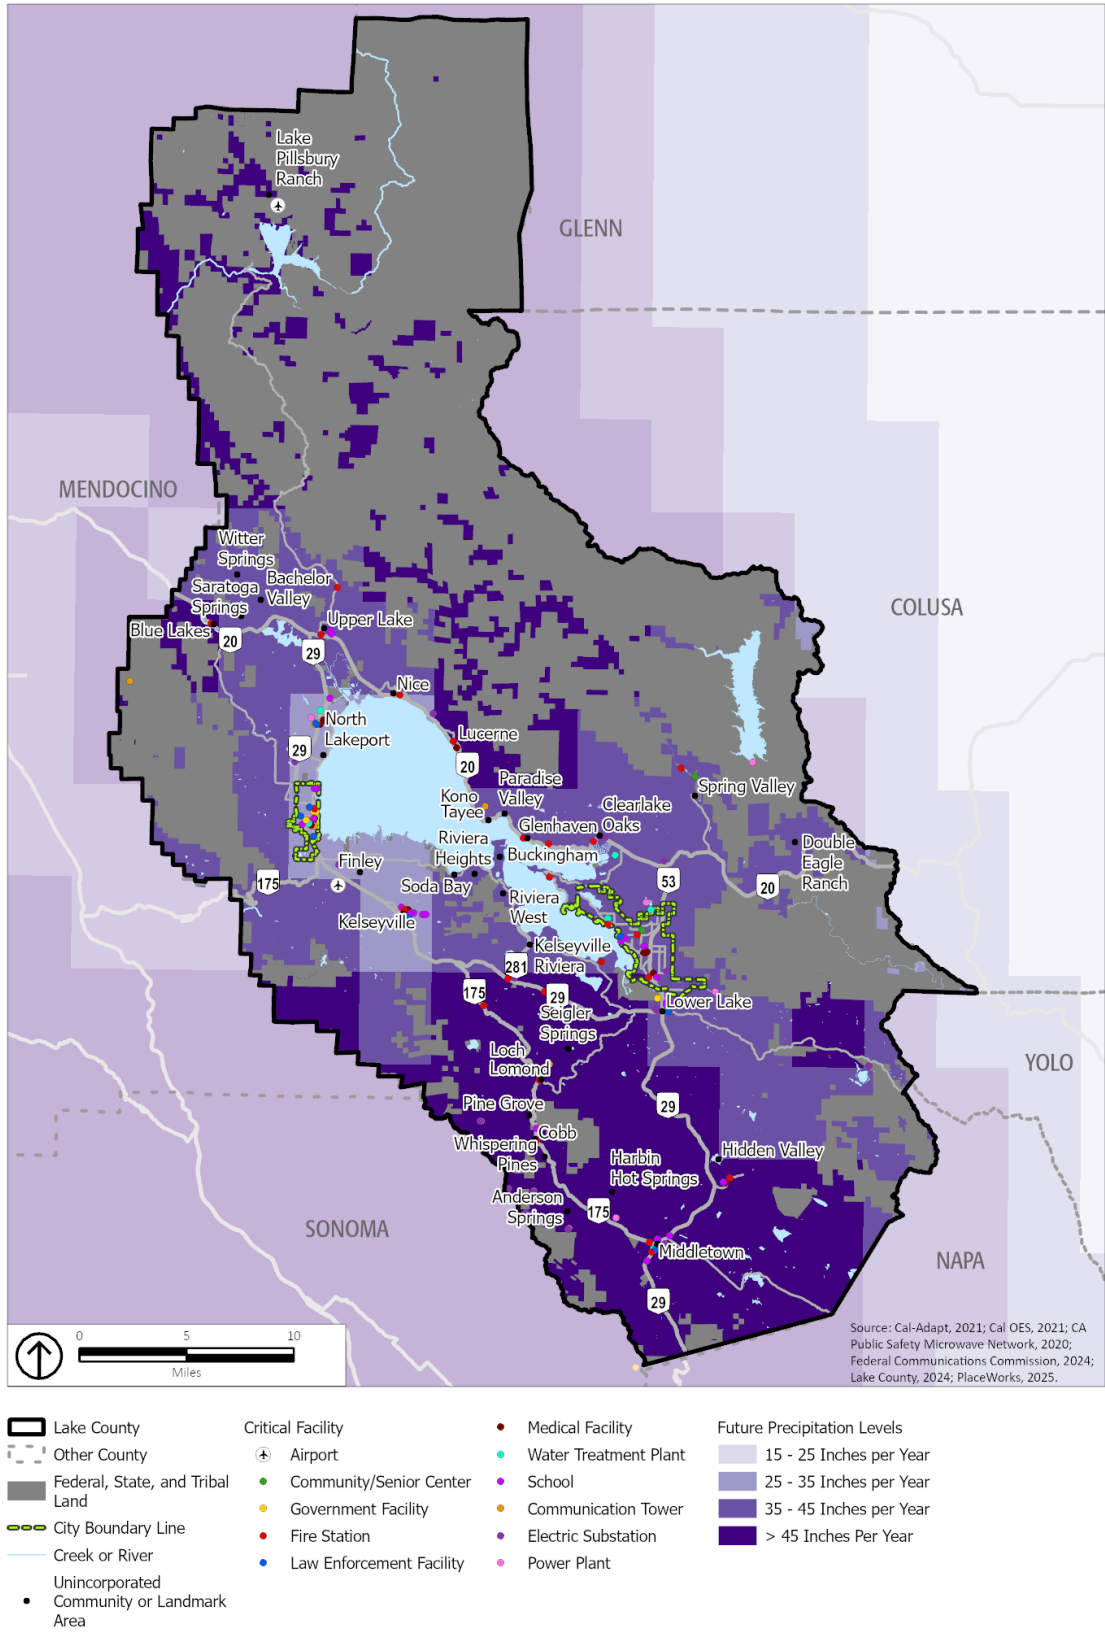 Lake
Pillsbury
Ranch
GLENN
MENDOCINO
Witter
Springs
Saratoga
Springs
Bachelor
Valley
COLUSA
Blue Lakes
20
Upper Lake
29
Nice
North
Lakeport
29
Lucerne
20
Paradise
Valley
Spring Valley
Kono
Tayee
Clearlake
Oaks
Glenhaven
Riviera
Heights
Buckingham
Double
Eagle
Ranch
Finley
175
Soda Bay
53
20
Riviera
West
Kelseyville
Kelseyville
Riviera
281
175
29
Lower Lake
Seigler
Springs
Loch
Lomond
YOLO
Pine Grove
29
Cobb
Whispering
Pines
Hidden Valley
Harbin
Hot Springs
Anderson
Springs
175
SONOMA
Middletown
NAPA
29
0 5 10
Miles
Source: Cal-Adapt, 2021; Cal OES, 2021; CA
Public Safety Microwave Network, 2020;
Federal Communications Commission, 2024;
Lake County, 2024; PlaceWorks, 2025.
Lake County
Other County
Federal, State, and Tribal
Land
City Boundary Line
Creek or River
Unincorporated
Community or Landmark
Area
Critical Facility
Airport
Community/Senior Center
Government Facility
Fire Station
Law Enforcement Facility
Medical Facility
Water Treatment Plant
School
Communication Tower
Electric Substation
Power Plant
Future Precipitation Levels
15 - 25 Inches per Year
25 - 35 Inches per Year
35 - 45 Inches per Year
> 45 Inches Per Year